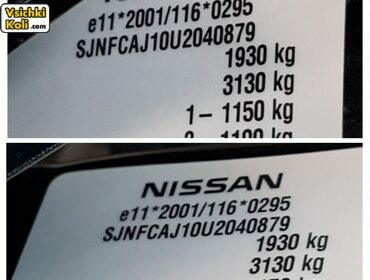 Vsichki
Koli.com
e11*2001/116*0295
SJNFCAJ10U2040879
1930 kg
3130 kg
1– 1150 kg
NISSAN
e11*2001/116*0295
SJNFCAJ10U2040879
1930 kg
3130 kg